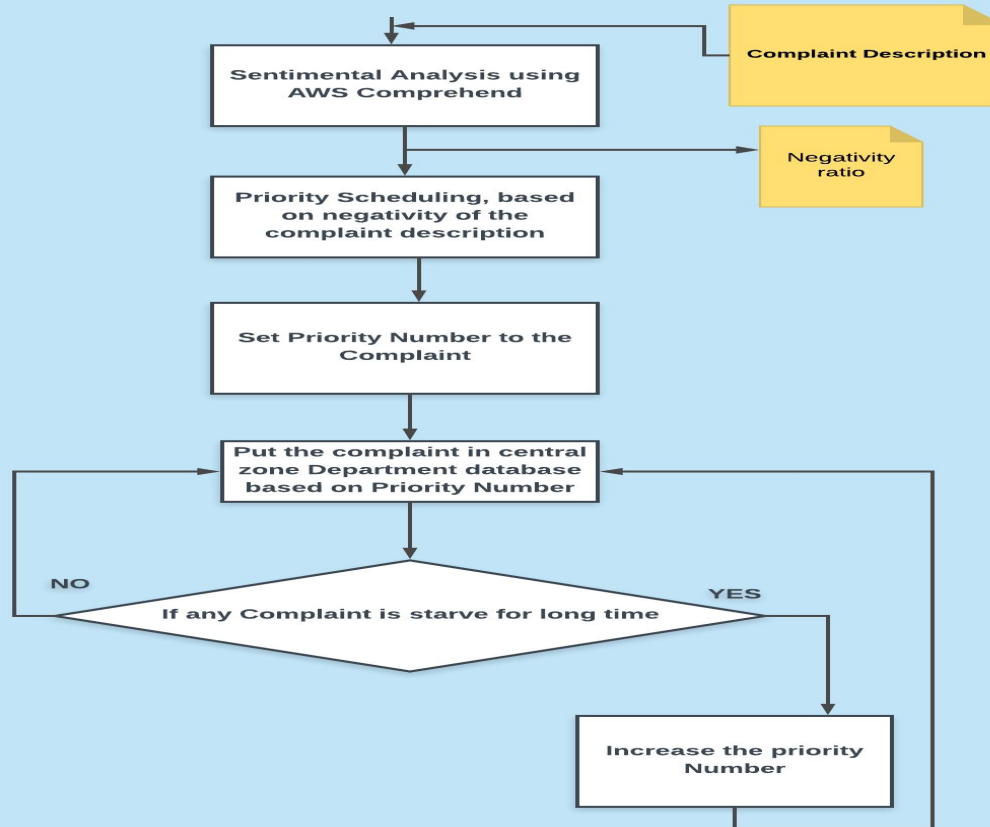 Complaint Description
Sentimental Analysis using
AWS Comprehend
Negativity
ratio
Priority Scheduling, based
on negativity of the
complaint description
Set Priority Number to the
Complaint
Put the complaint in central
zone Department database
based on Priority Number
NO
YES
If any Complaint is starve for long time
Increase the priority
Number